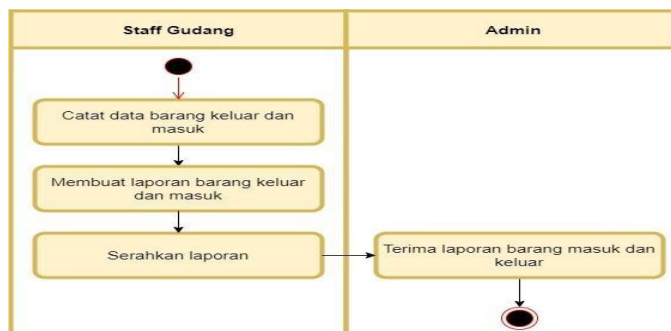 Staff Gudang
Admin
Catat data barang keluar dan
masuk
Membuat laporan barang keluar
dan masuk
Serahkan laporan
Terima laporan barang masuk dan
keluar